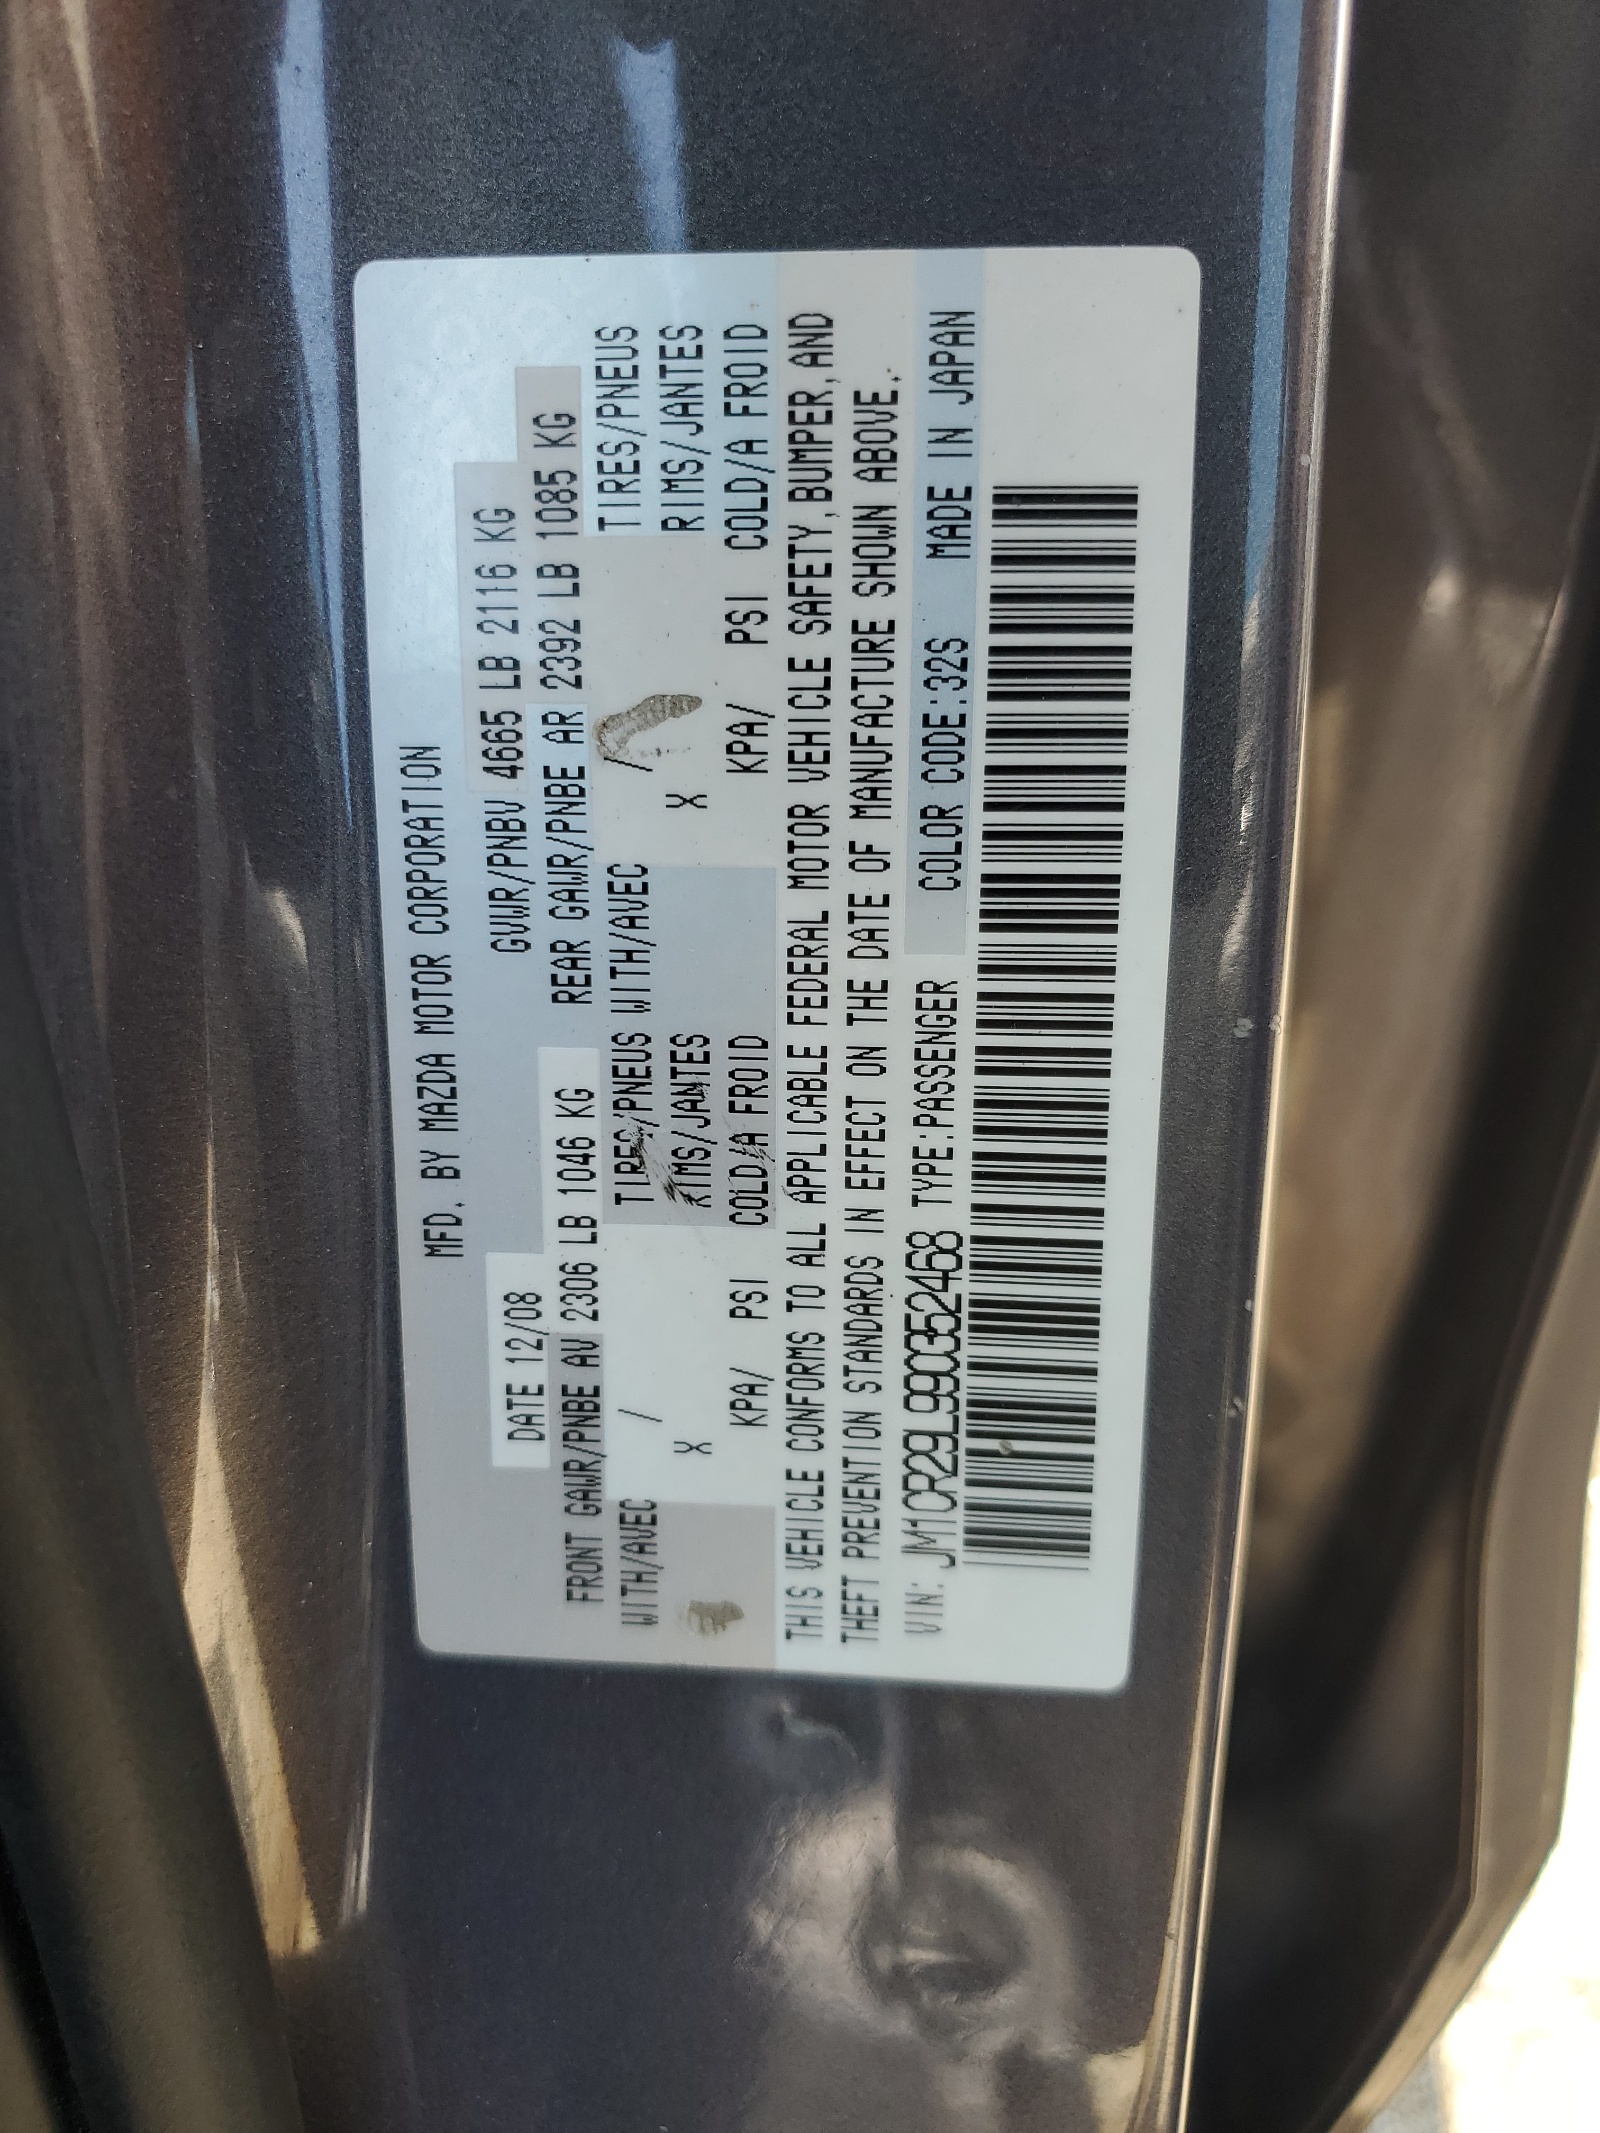 MFD. BY MAZDA MOTOR CORPORATION
DATE 12/08 GVWR/PNBV 4665 LB 2116 KG
FRONT GAWR/PNBE AV 2306 LB 1046 KG REAR GAWR/PNBE AR 2392 LB 1085 KG
WITH/AVEC / TIRES/PNEUS WITH/AVEC / TIRES/PNEUS
X RIMS/JANTES X RIMS/JANTES
KPA/ PSI COLD/A FROID KPA/ PSI COLD/A FROID
THIS VEHICLE CONFORMS TO ALL APPLICABLE FEDERAL MOTOR VEHICLE SAFETY,BUMPER,AND
THEFT PREVENTION STANDARDS IN EFFECT ON THE DATE OF MANUFACTURE SHOWN ABOVE.
VIN: JM1CR29L990352468 TYPE:PASSENGER COLOR CODE:32S MADE IN JAPAN